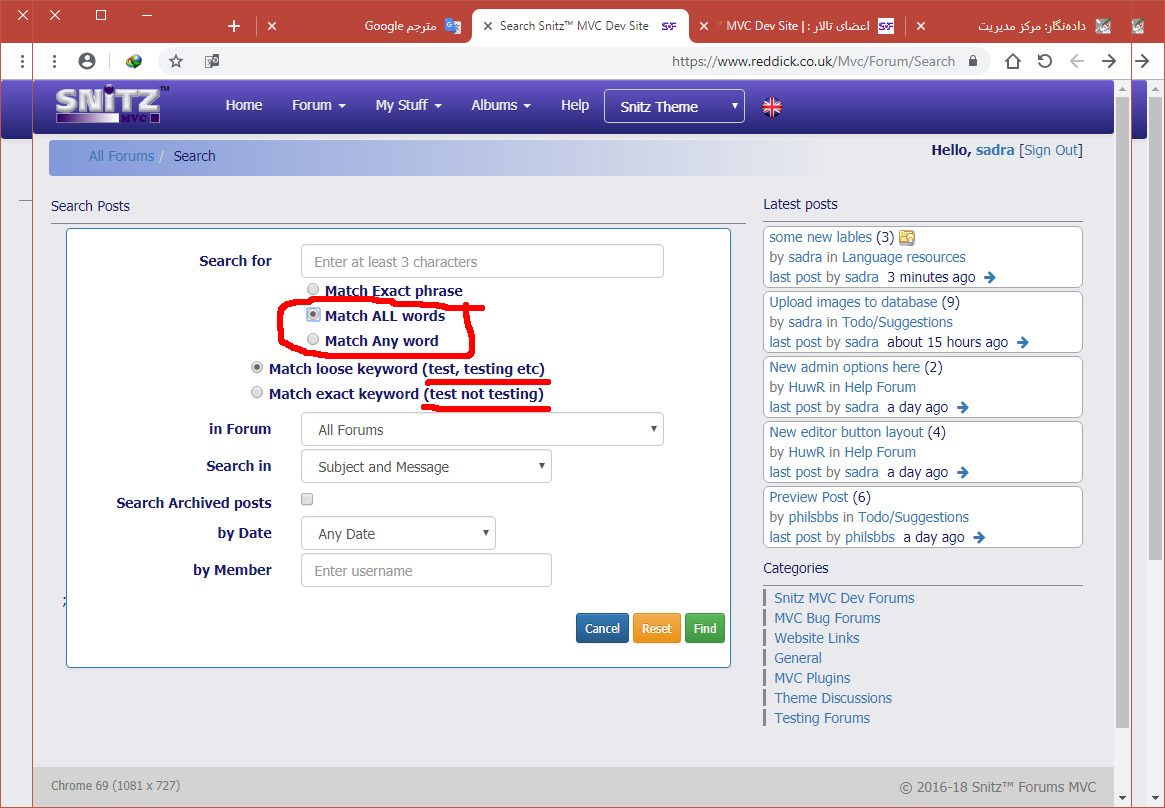 مترجم Google
Search Snitz™ MVC Dev Site
اعضای تالار : | MVC Dev Site ™
داده‌نگار: مرکز مدیریت
https://www.reddick.co.uk/Mvc/Forum/Search
SNiTZ™ MVC
Home Forum My Stuff Albums Help Snitz Theme
All Forums / Search
Hello, sadra [Sign Out]
Search Posts
Search for Enter at least 3 characters
Match Exact phrase
Match ALL words
Match Any word
Match loose keyword (test, testing etc)
Match exact keyword (test not testing)
in Forum All Forums
Search in Subject and Message
Search Archived posts
by Date Any Date
by Member Enter username
;
Cancel Reset Find
Latest posts
some new lables (3)
by sadra in Language resources
last post by sadra 3 minutes ago
Upload images to database (9)
by sadra in Todo/Suggestions
last post by sadra about 15 hours ago
New admin options here (2)
by HuwR in Help Forum
last post by sadra a day ago
New editor button layout (4)
by HuwR in Help Forum
last post by sadra a day ago
Preview Post (6)
by philsbbs in Todo/Suggestions
last post by philsbbs a day ago
Categories
Snitz MVC Dev Forums
MVC Bug Forums
Website Links
General
MVC Plugins
Theme Discussions
Testing Forums
Chrome 69 (1081 x 727)
© 2016-18 Snitz™ Forums MVC